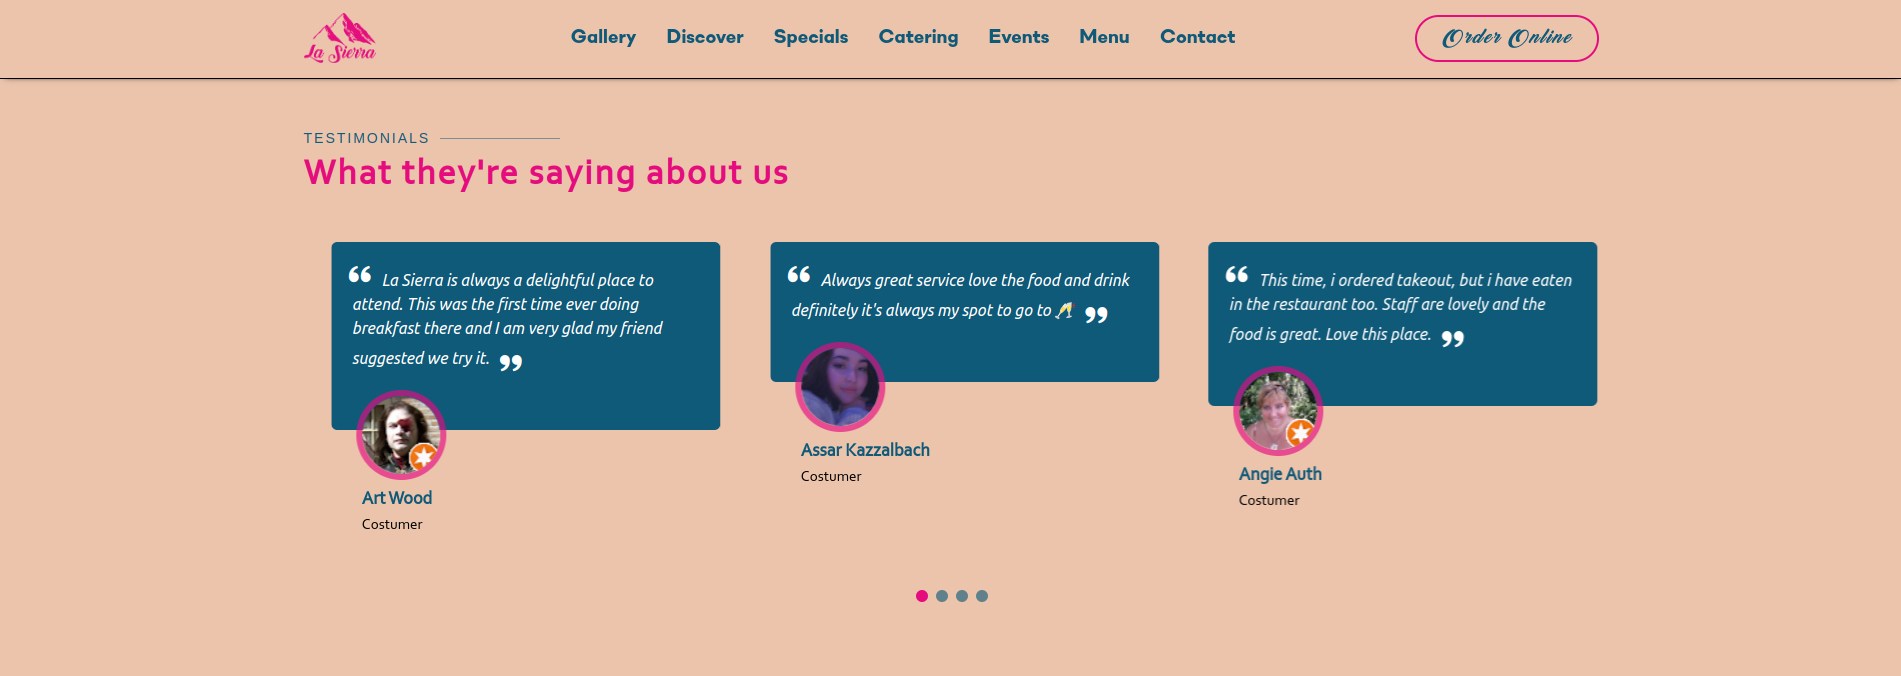 La Sierra
Gallery Discover Specials Catering Events Menu Contact
Order Online
TESTIMONIALS
What they're saying about us
“ La Sierra is always a delightful place to
attend. This was the first time ever doing
breakfast there and I am very glad my friend
suggested we try it. ”
Art Wood
Costumer
“ Always great service love the food and drink
definitely it's always my spot to go to 🥂 ”
Assar Kazzalbach
Costumer
“ This time, i ordered takeout, but i have eaten
in the restaurant too. Staff are lovely and the
food is great. Love this place. ”
Angie Auth
Costumer